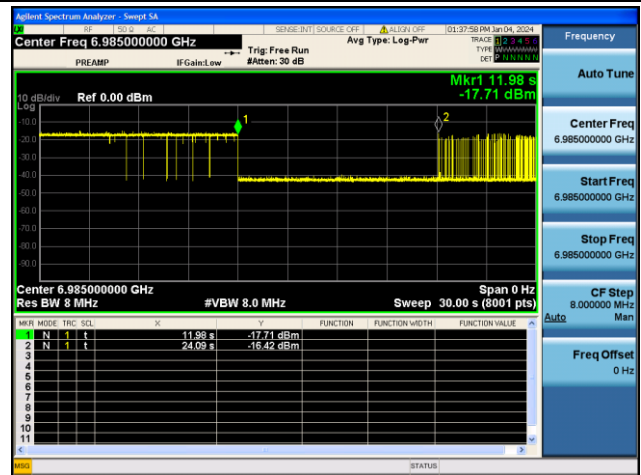 Agilent Spectrum Analyzer - Swept SA
RF 50 Ω AC SENSE:INT SOURCE OFF ALIGN OFF 01:37:58 PM Jan 04, 2024
Center Freq 6.985000000 GHz Avg Type: Log-Pwr TRACE 1 2 3 4 5 6
TYPE
PREAMP IFGain:Low Trig: Free Run DET P N N N N N
#Atten: 30 dB
Mkr1 11.98 s
10 dB/div Ref 0.00 dBm -17.71 dBm
Log
-10.0
1
2
-20.0
-30.0
-40.0
-50.0
-60.0
-70.0
-80.0
-90.0
Center 6.985000000 GHz Span 0 Hz
Res BW 8 MHz #VBW 8.0 MHz Sweep 30.00 s (8001 pts)
MKR MODE TRC SCL X Y FUNCTION FUNCTION WIDTH FUNCTION VALUE
1 N 1 t 11.98 s -17.71 dBm
2 N 1 t 24.09 s -16.42 dBm
3
4
5
6
7
8
9
10
11
MSG STATUS
Frequency
Auto Tune
Center Freq
6.985000000 GHz
Start Freq
6.985000000 GHz
Stop Freq
6.985000000 GHz
CF Step
8.000000 MHz
Auto Man
Freq Offset
0 Hz